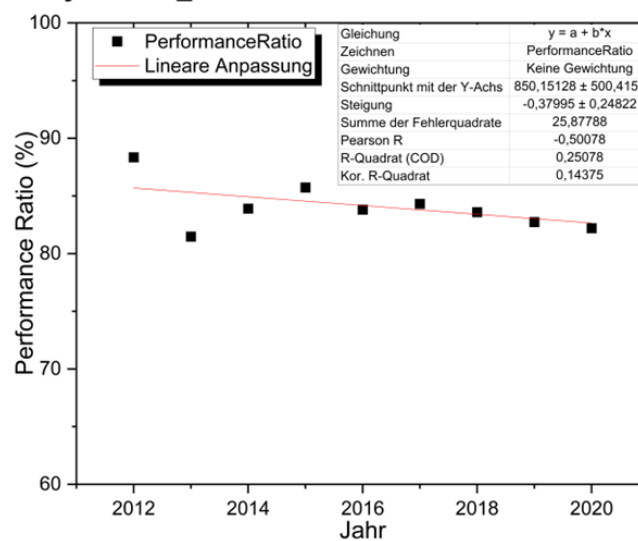 100
90
80
70
60
Performance Ratio (%)
PerformanceRatio
Lineare Anpassung
Gleichung y = a + b*x
Zeichnen PerformanceRatio
Gewichtung Keine Gewichtung
Schnittpunkt mit der Y-Achs 850,15128 ± 500,415
Steigung -0,37995 ± 0,24822
Summe der Fehlerquadrate 25,87788
Pearson R -0,50078
R-Quadrat (COD) 0,25078
Kor. R-Quadrat 0,14375
2012 2014 2016 2018 2020
Jahr